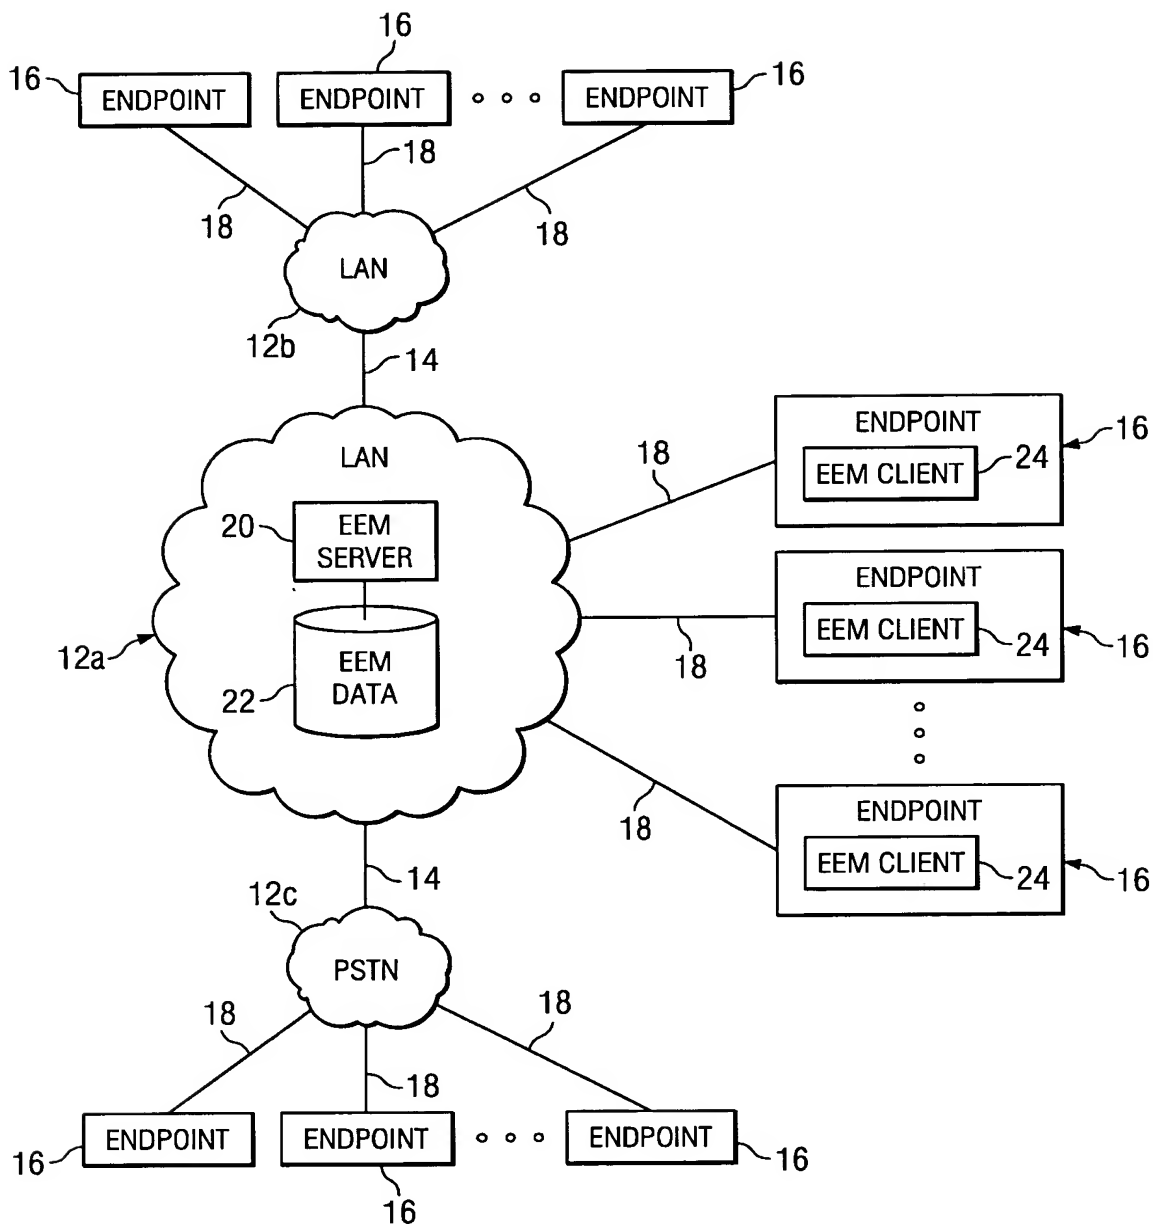 16
16 ENDPOINT ENDPOINT ENDPOINT 16
18
18 18
LAN
12b
14
LAN
20 EEM
SERVER
12a
22 EEM
DATA
ENDPOINT
18 EEM CLIENT 24 16
ENDPOINT
18 EEM CLIENT 24 16
ENDPOINT
18 EEM CLIENT 24 16
14
12c
PSTN
18 18
18
ENDPOINT ENDPOINT ENDPOINT
16 16 16